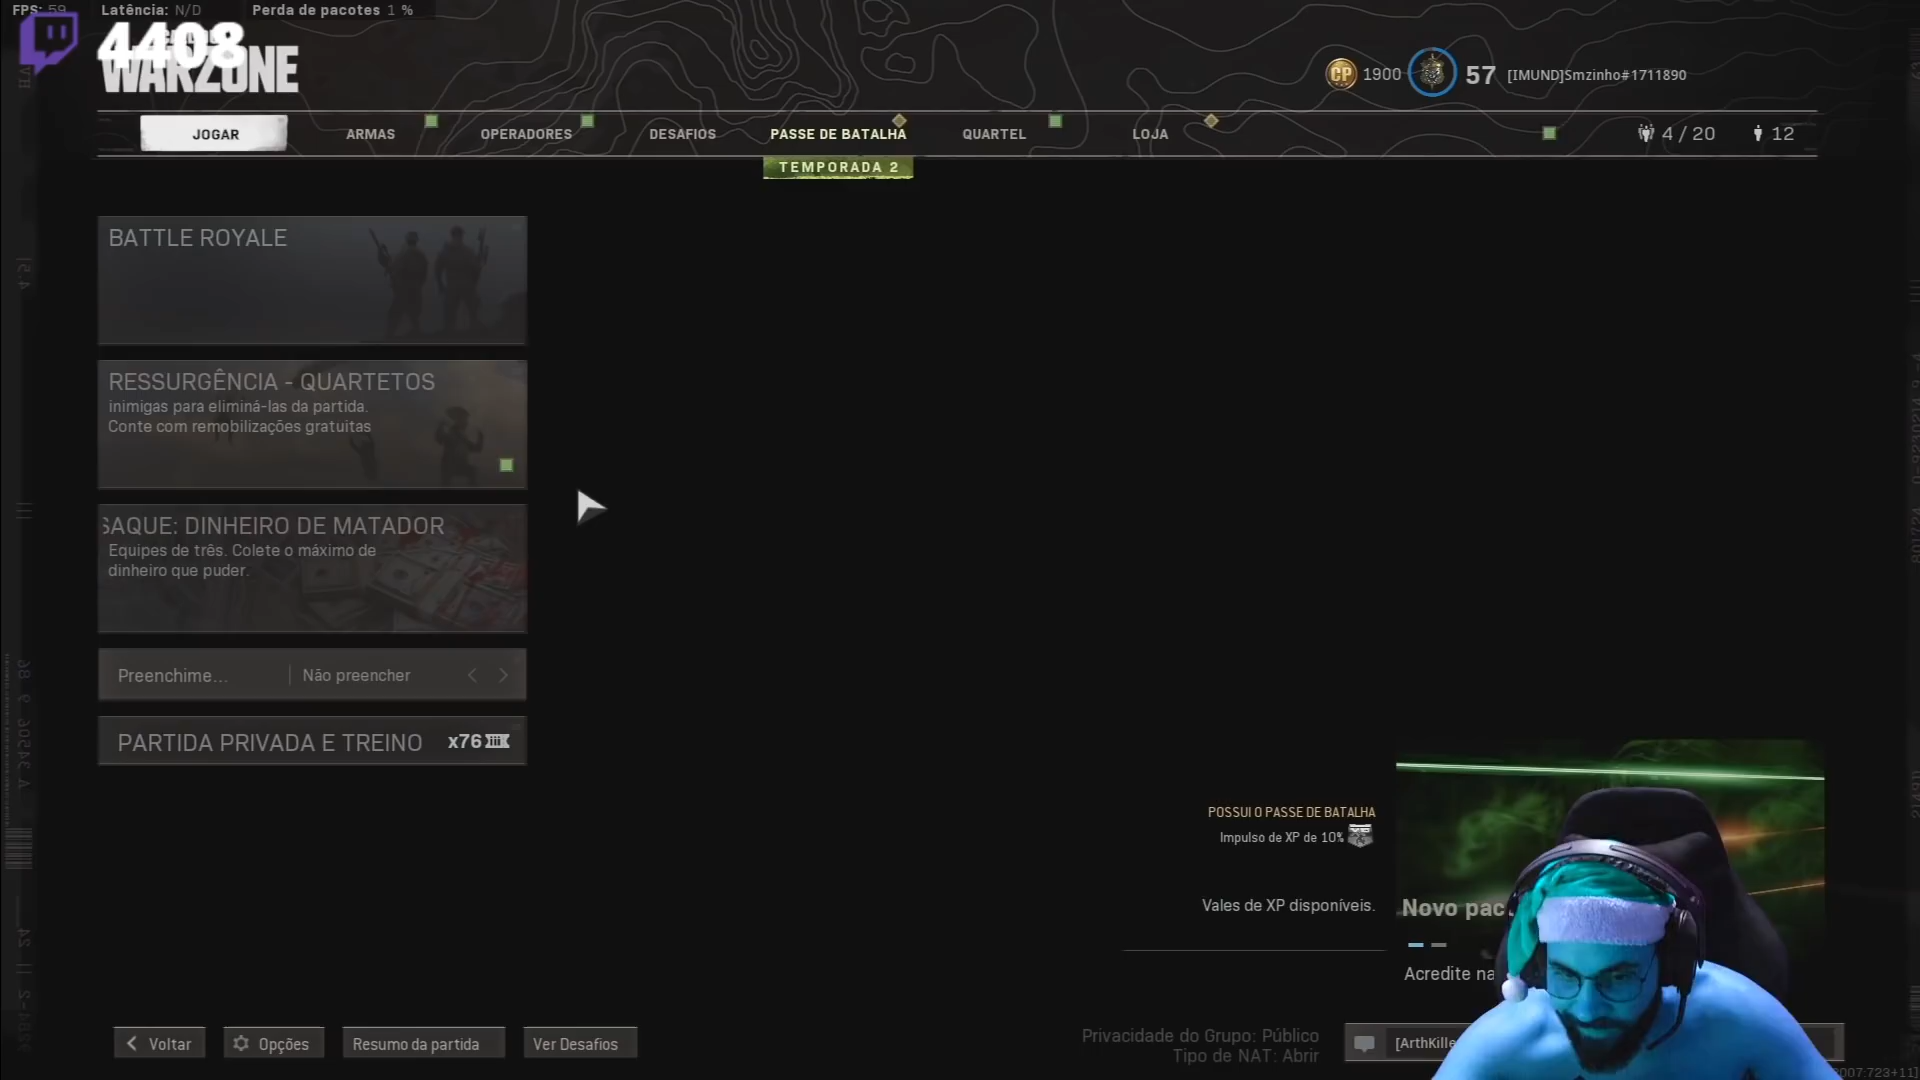 FPS: 59 Latência: N/D Perda de pacotes 1 %
4408
WARZONE
CP 1900 57 [IMUND]Smzinho#1711890
JOGAR ARMAS OPERADORES DESAFIOS PASSE DE BATALHA QUARTEL LOJA 4 / 20 12
TEMPORADA 2
BATTLE ROYALE
RESSURGÊNCIA - QUARTETOS
inimigas para eliminá-las da partida.
Conte com remobilizações gratuitas
SAQUE: DINHEIRO DE MATADOR
Equipes de três. Colete o máximo de
dinheiro que puder.
Preenchime... Não preencher
PARTIDA PRIVADA E TREINO x76
POSSUI O PASSE DE BATALHA
Impulso de XP de 10%
Vales de XP disponíveis.
Novo pac
Acredite na
Voltar Opções Resumo da partida Ver Desafios
Privacidade do Grupo: Público
Tipo de NAT: Abrir
[ArthKille